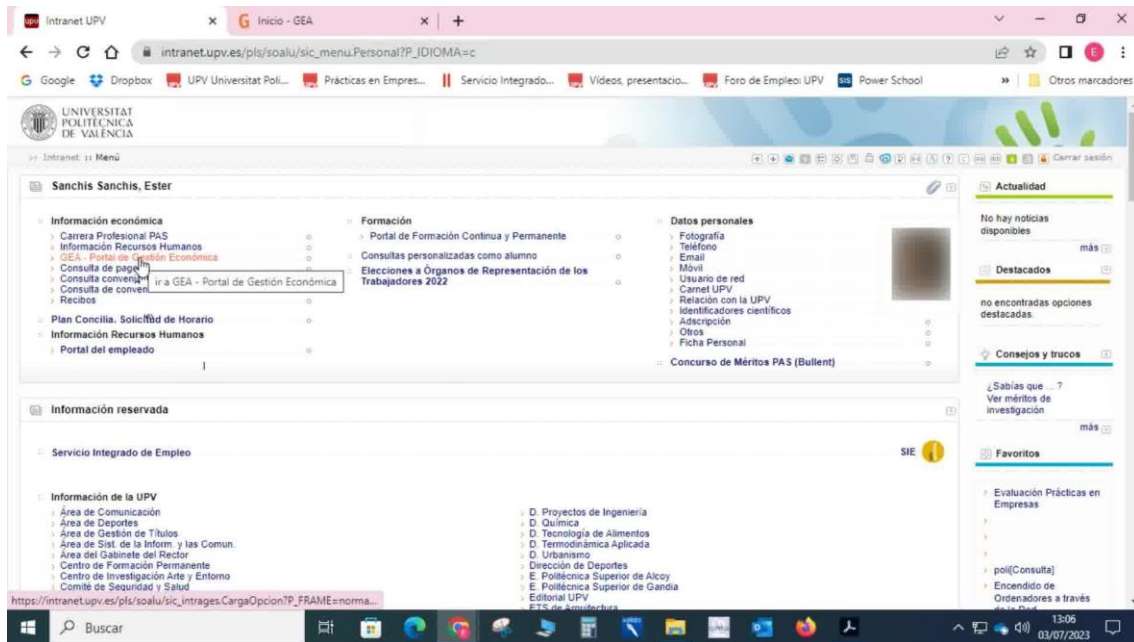 Intranet UPV
Inicio - GEA
intranet.upv.es/pls/soalu/sic_menu.Personal?P_IDIOMA=c
Google
Dropbox
UPV Universitat Poli...
Prácticas en Empres...
Servicio Integrado...
Vídeos, presentacio...
Foro de Empleo: UPV
Power School
»
Otros marcadores
UNIVERSITAT
POLITÈCNICA
DE VALÈNCIA
Intranet :: Menú
Cerrar sesión
Sanchis Sanchis, Ester
Información económica
Carrera Profesional PAS
Información Recursos Humanos
GEA - Portal de Gestión Económica
Consulta de pag
Consulta conveni
Consulta de conven
Recibos
ir a GEA - Portal de Gestión Económica
Plan Concilia. Solicitud de Horario
Información Recursos Humanos
Portal del empleado
Formación
Portal de Formación Continua y Permanente
Consultas personalizadas como alumno
Elecciones a Órganos de Representación de los
Trabajadores 2022
Datos personales
Fotografía
Teléfono
Email
Móvil
Usuario de red
Carnet UPV
Relación con la UPV
Identificadores científicos
Adscripción
Otros
Ficha Personal
Concurso de Méritos PAS (Bullent)
Actualidad
No hay noticias
disponibles
más
Destacados
no encontradas opciones
destacadas.
Consejos y trucos
¿Sabías que ... ?
Ver méritos de
investigación
más
Favoritos
Evaluación Prácticas en
Empresas
poli[Consulta]
Encendido de
Ordenadores a través
de la Red
Información reservada
Servicio Integrado de Empleo
SIE
Información de la UPV
Área de Comunicación
Área de Deportes
Área de Gestión de Títulos
Área de Sist. de la Inform. y las Comun.
Área del Gabinete del Rector
Centro de Formación Permanente
Centro de Investigación Arte y Entorno
Comité de Seguridad y Salud
D. Proyectos de Ingeniería
D. Química
D. Tecnología de Alimentos
D. Termodinámica Aplicada
D. Urbanismo
Dirección de Deportes
E. Politécnica Superior de Alcoy
E. Politécnica Superior de Gandia
Editorial UPV
ETS de Arquitectura
https://intranet.upv.es/pls/soalu/sic_intrages.CargaOpcion?P_FRAME=norma...
Buscar
13:06
03/07/2023